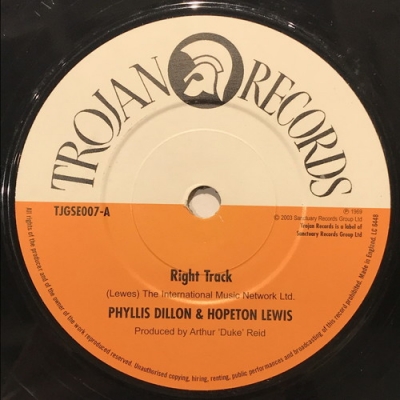 TROJAN RECORDS
TJGSE007-A
℗ 1969
© 2003 Sanctuary Records Group Ltd
Trojan Records is a label of
Sanctuary Records Group Ltd
Right Track
(Lewes) The International Music Network Ltd.
PHYLLIS DILLON & HOPETON LEWIS
Produced by Arthur 'Duke' Reid
All rights of the producer and of the owner of the work reproduced reserved. Unauthorised copying, hiring, renting, public performances and broadcasting of this record prohibited. Made in England. LC 6448